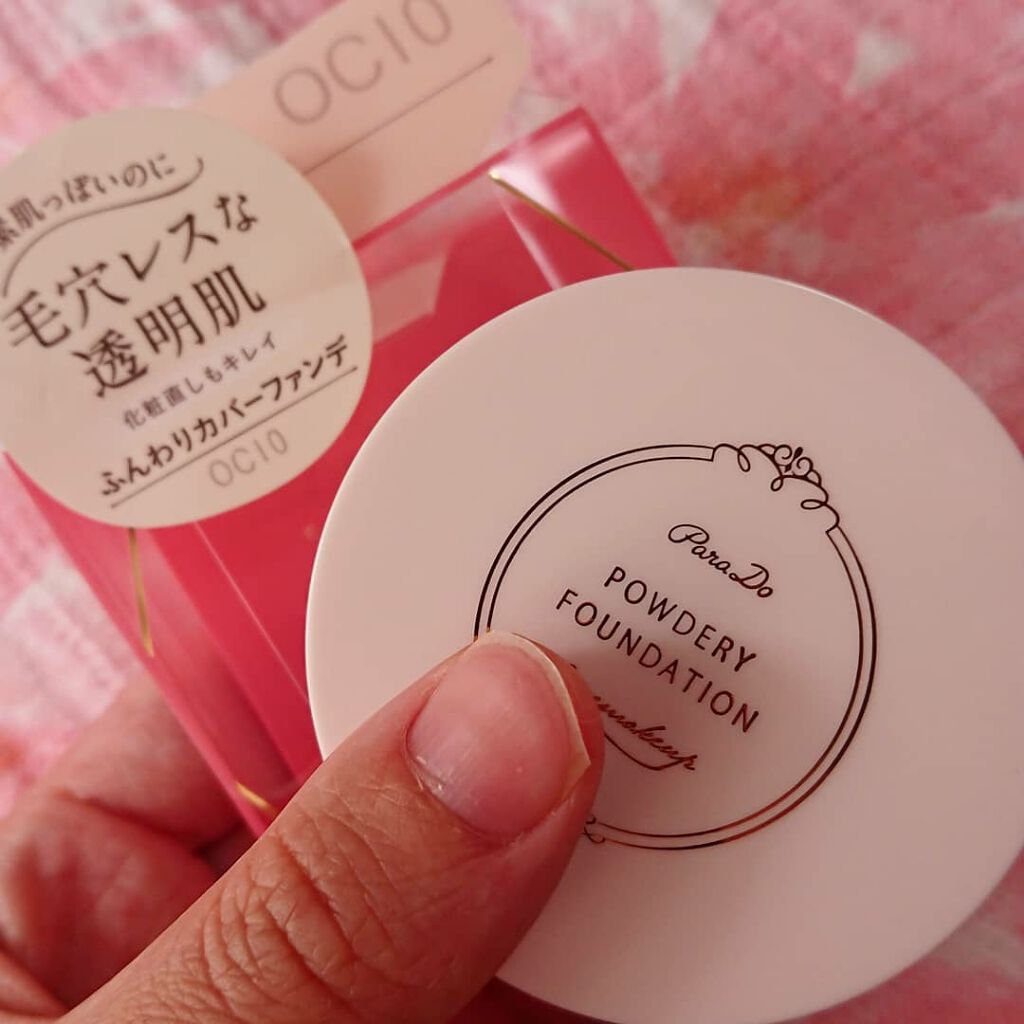 OC10
素肌っぽいのに
毛穴レスな
透明肌
化粧直しもキレイ
ふんわりカバーファンデ
OC10
ParaDo
POWDERY
FOUNDATION